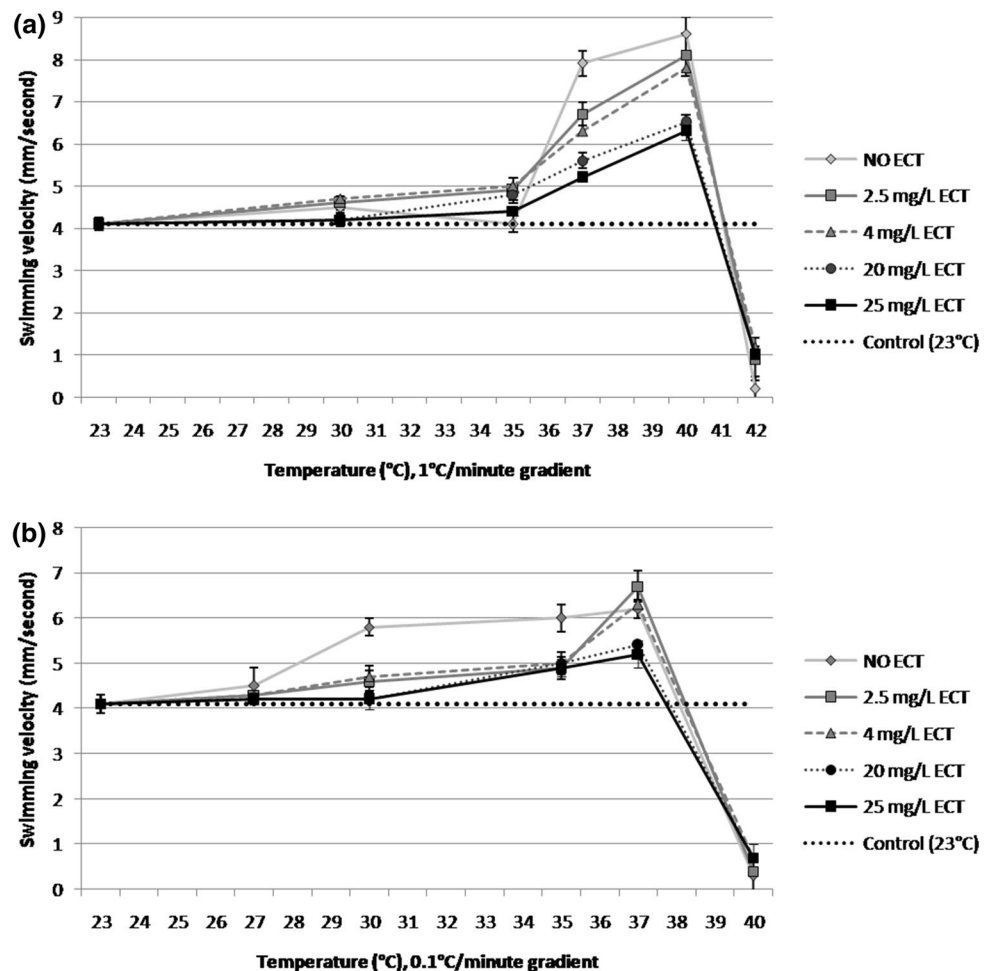 (a)
Swimming velocity (mm/second)
9
8
7
6
5
4
3
2
1
0
23 24 25 26 27 28 29 30 31 32 33 34 35 36 37 38 39 40 41 42
Temperature (°C), 1°C/minute gradient
NO ECT
2.5 mg/L ECT
4 mg/L ECT
20 mg/L ECT
25 mg/L ECT
Control (23°C)
(b)
Swimming velocity (mm/second)
8
7
6
5
4
3
2
1
0
23 24 25 26 27 28 29 30 31 32 33 34 35 36 37 38 39 40
Temperature (°C), 0.1°C/minute gradient
NO ECT
2.5 mg/L ECT
4 mg/L ECT
20 mg/L ECT
25 mg/L ECT
Control (23°C)